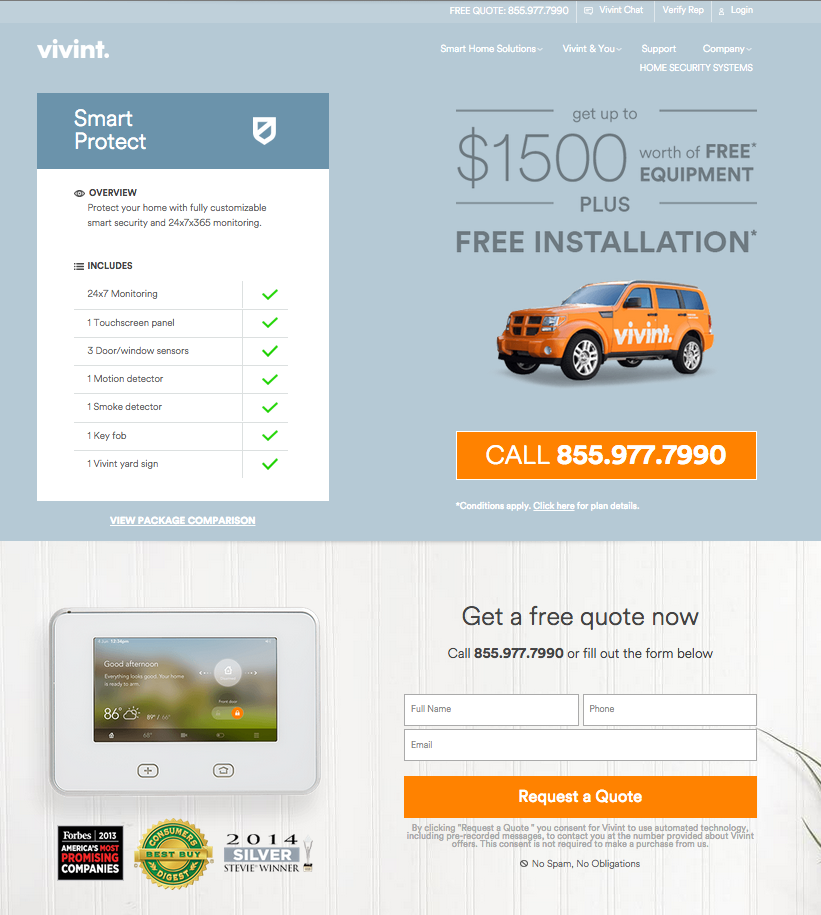 FREE QUOTE: 855.977.7990
Vivint Chat
Verify Rep
Login
vivint.
Smart Home Solutions
Vivint & You
Support
Company
HOME SECURITY SYSTEMS
Smart
Protect
OVERVIEW
Protect your home with fully customizable
smart security and 24x7x365 monitoring.
INCLUDES
24x7 Monitoring
1 Touchscreen panel
3 Door/window sensors
1 Motion detector
1 Smoke detector
1 Key fob
1 Vivint yard sign
VIEW PACKAGE COMPARISON
get up to
$1500 worth of FREE*
EQUIPMENT
PLUS
FREE INSTALLATION*
vivint.
CALL 855.977.7990
*Conditions apply. Click here for plan details.
Good afternoon
Everything looks good. Your home
is ready to arm.
Front door
86°
89° / 66°
68°
Forbes | 2013
AMERICA'S MOST
PROMISING
COMPANIES
CONSUMERS
BEST BUY
DIGEST
2014
SILVER
STEVIE® WINNER
Get a free quote now
Call 855.977.7990 or fill out the form below
Full Name
Phone
Email
Request a Quote
By clicking "Request a Quote " you consent for Vivint to use automated technology,
including pre-recorded messages, to contact you at the number provided about Vivint
offers. This consent is not required to make a purchase from us.
No Spam, No Obligations